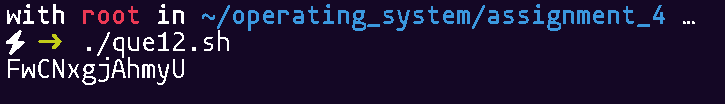 with root in ~/operating_system/assignment_4 …
⚡ ➜ ./que12.sh
FwCNxgjAhmyU